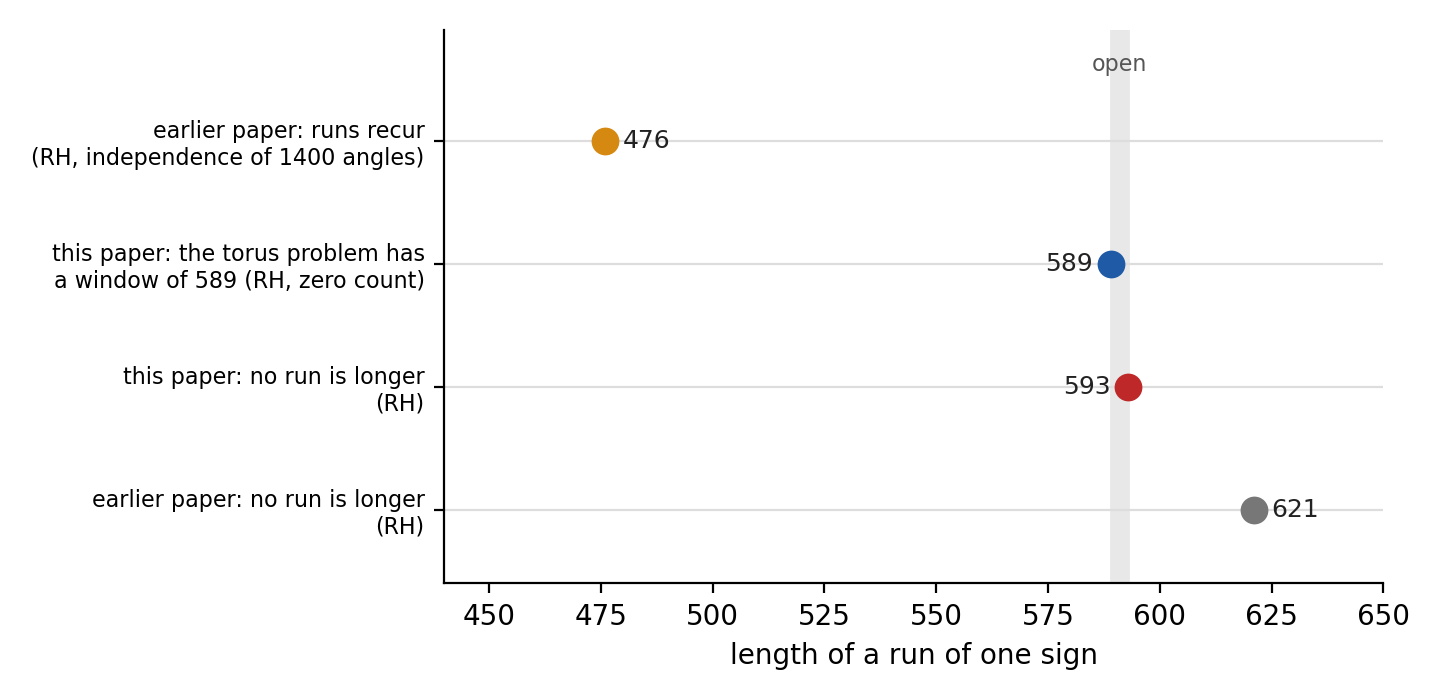 open
earlier paper: runs recur
(RH, independence of 1400 angles)
476
this paper: the torus problem has
a window of 589 (RH, zero count)
589
this paper: no run is longer
(RH)
593
earlier paper: no run is longer
(RH)
621
450 475 500 525 550 575 600 625 650
length of a run of one sign